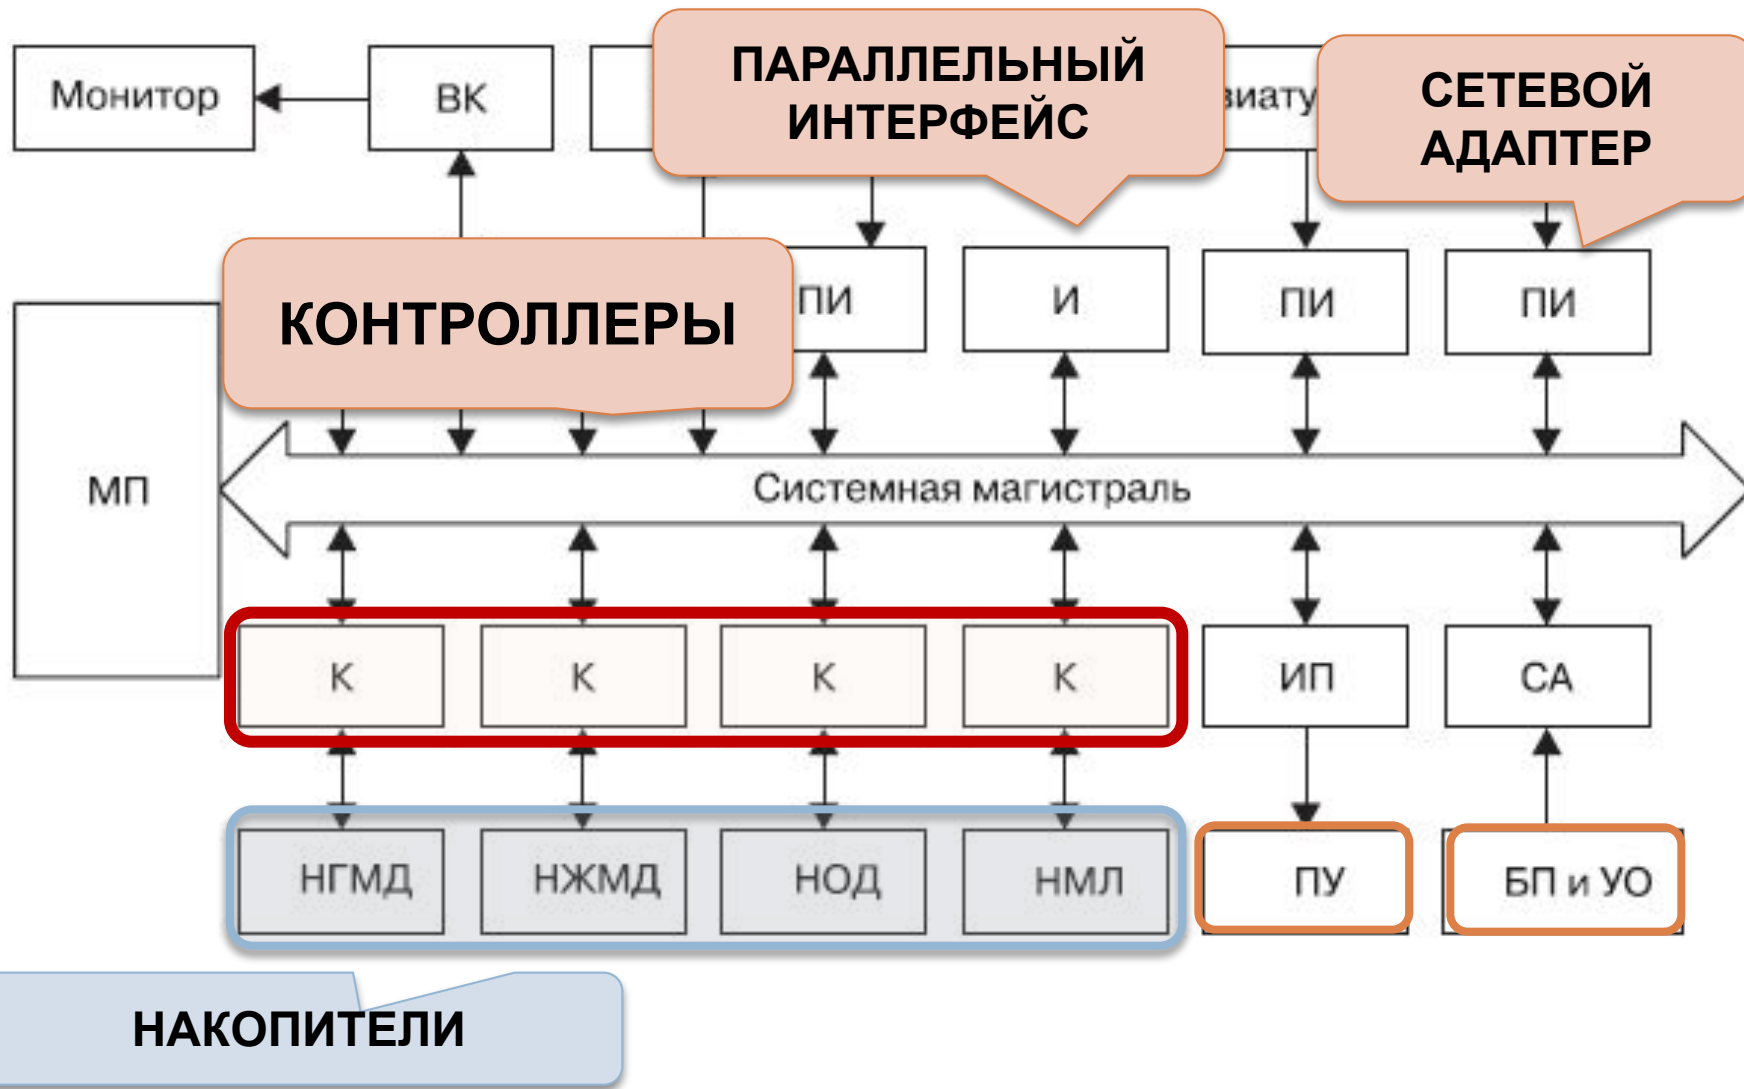 Монитор
ВК
ПАРАЛЛЕЛЬНЫЙ
ИНТЕРФЕЙС
СЕТЕВОЙ
АДАПТЕР
КОНТРОЛЛЕРЫ
ПИ
И
ПИ
ПИ
МП
Системная магистраль
К
К
К
К
ИП
СА
НГМД
НЖМД
НОД
НМЛ
ПУ
БП и УО
НАКОПИТЕЛИ